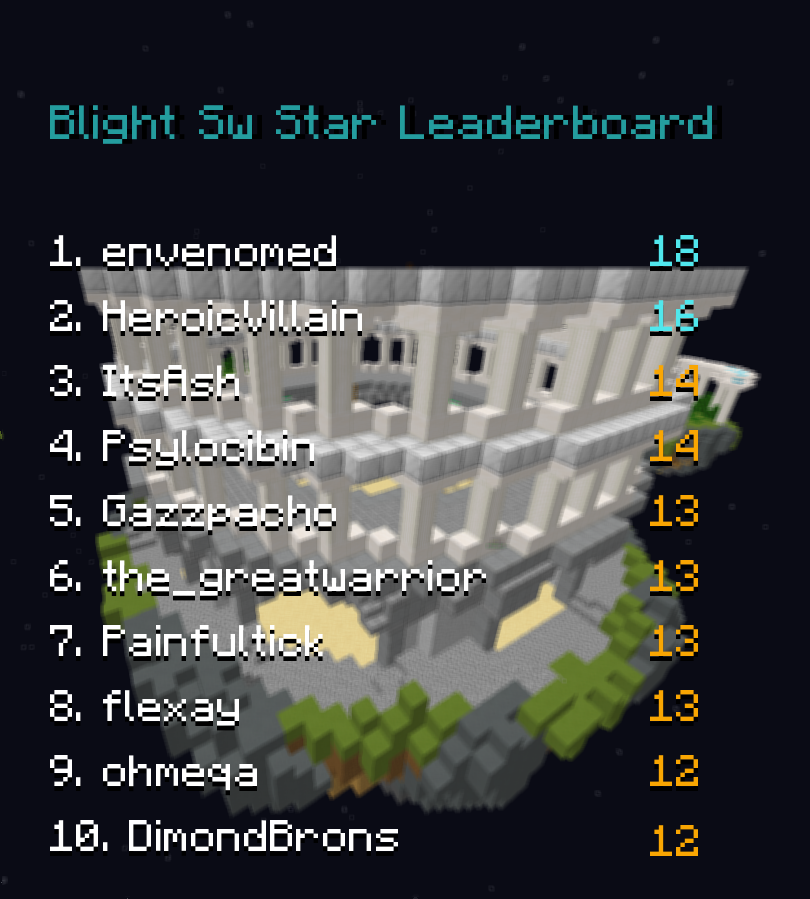 Blight Sw Star Leaderboard
1. envenomed 18
2. HeroicVillain 16
3. ItsAsh 14
4. Psylocibin 14
5. Gazzpacho 13
6. the_greatwarrior 13
7. Painfultick 13
8. flexay 13
9. ohmeqa 12
10. DimondBrons 12